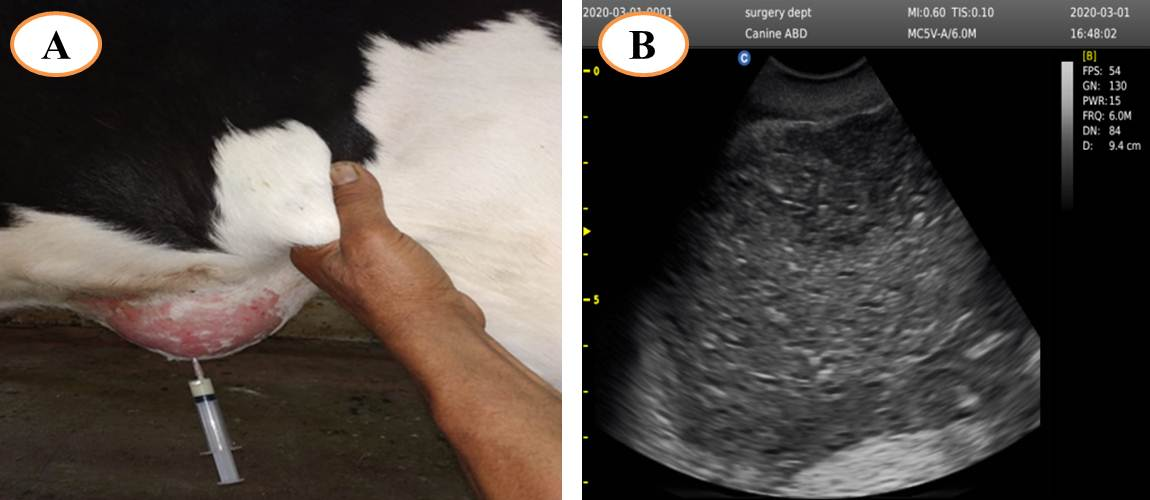 A
B
2020-03-01-0001 surgery dept MI:0.60 TIS:0.10 2020-03-01
Canine ABD MC5V-A/6.0M 16:48:02
C
[B]
0
FPS: 54
GN: 130
PWR: 15
FRQ: 6.0M
DN: 84
D: 9.4 cm
5